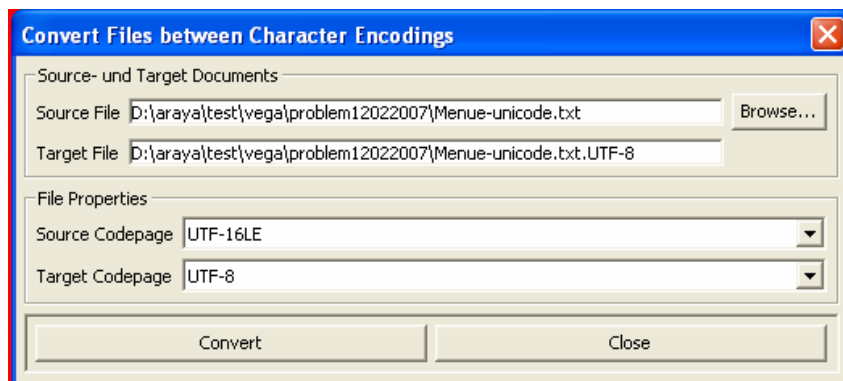 Convert Files between Character Encodings
Source- und Target Documents
Source File D:\araya\test\vega\problem12022007\Menue-unicode.txt Browse...
Target File D:\araya\test\vega\problem12022007\Menue-unicode.txt.UTF-8
File Properties
Source Codepage UTF-16LE
Target Codepage UTF-8
Convert Close